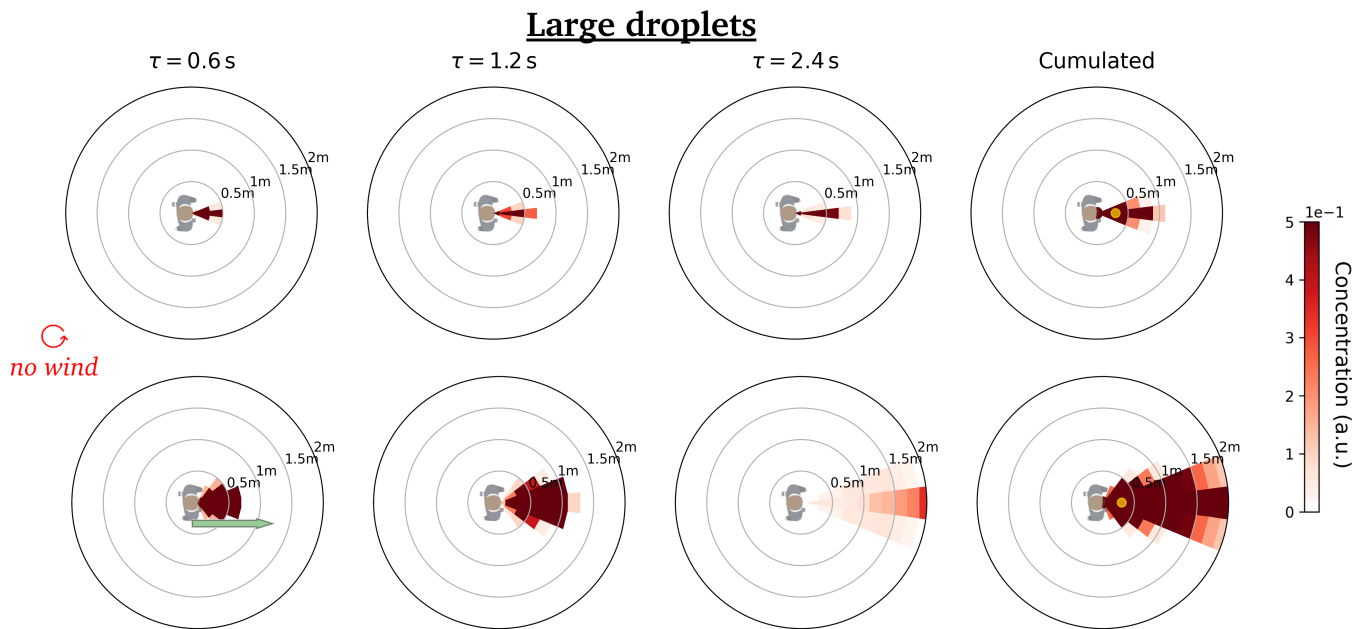 Large droplets
τ = 0.6 s
τ = 1.2 s
τ = 2.4 s
Cumulated
2m
1.5m
1m
0.5m
2m
1.5m
1m
0.5m
2m
1.5m
1m
0.5m
2m
1.5m
1m
0.5m
5e−1
5
4
3
2
1
0
Concentration (a.u.)
no wind
2m
1.5m
1m
0.5m
2m
1.5m
1m
0.5m
2m
1.5m
1m
0.5m
2m
1.5m
1m
0.5m